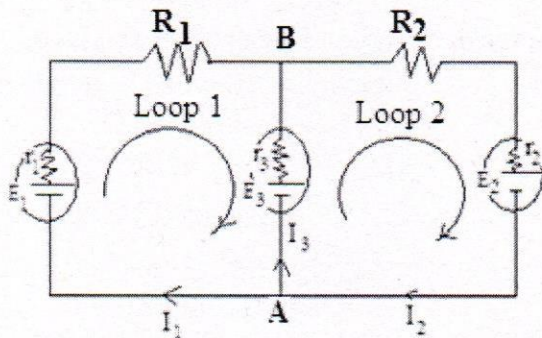 R₁ B R₂
Loop 1 Loop 2
r₁ r₃ r₂
E₁ E₃ E₂
I₃
I₁ A I₂